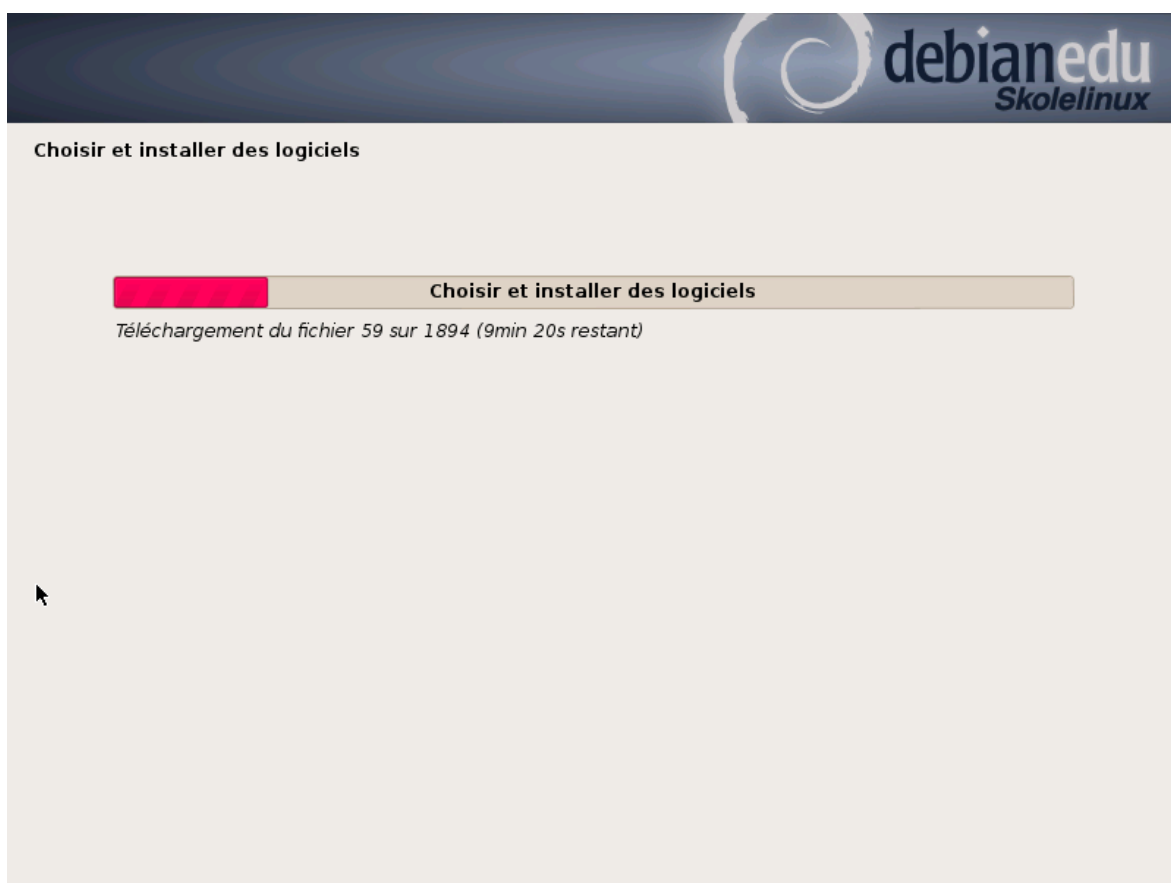 debianedu
Skolelinux
Choisir et installer des logiciels
Choisir et installer des logiciels
Téléchargement du fichier 59 sur 1894 (9min 20s restant)